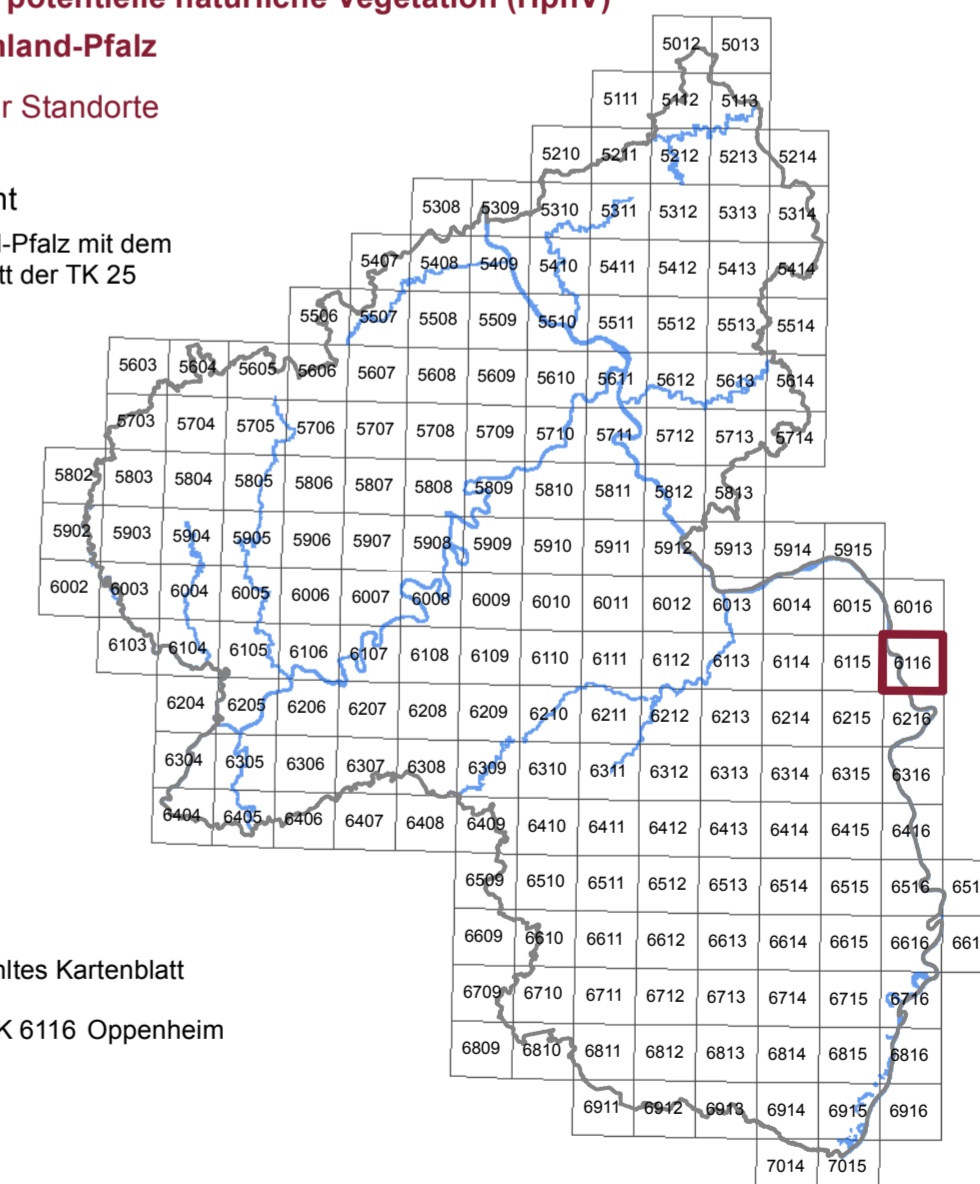 potentielle natürliche Vegetation (HpnV)
nland-Pfalz
r Standorte
nt
d-Pfalz mit dem
tt der TK 25
5012 5013
5111 5112 5113
5210 5211 5212 5213 5214
5308 5309 5310 5311 5312 5313 5314
5407 5408 5409 5410 5411 5412 5413 5414
5506 5507 5508 5509 5510 5511 5512 5513 5514
5603 5604 5605 5606 5607 5608 5609 5610 5611 5612 5613 5614
5703 5704 5705 5706 5707 5708 5709 5710 5711 5712 5713 5714
5802 5803 5804 5805 5806 5807 5808 5809 5810 5811 5812 5813
5902 5903 5904 5905 5906 5907 5908 5909 5910 5911 5912 5913 5914 5915
6002 6003 6004 6005 6006 6007 6008 6009 6010 6011 6012 6013 6014 6015 6016
6103 6104 6105 6106 6107 6108 6109 6110 6111 6112 6113 6114 6115 6116
6204 6205 6206 6207 6208 6209 6210 6211 6212 6213 6214 6215 6216
6304 6305 6306 6307 6308 6309 6310 6311 6312 6313 6314 6315 6316
6404 6405 6406 6407 6408 6409 6410 6411 6412 6413 6414 6415 6416
6509 6510 6511 6512 6513 6514 6515 6516 651
6609 6610 6611 6612 6613 6614 6615 6616 661
6709 6710 6711 6712 6713 6714 6715 6716
6809 6810 6811 6812 6813 6814 6815 6816
6911 6912 6913 6914 6915 6916
7014 7015
hltes Kartenblatt
K 6116 Oppenheim